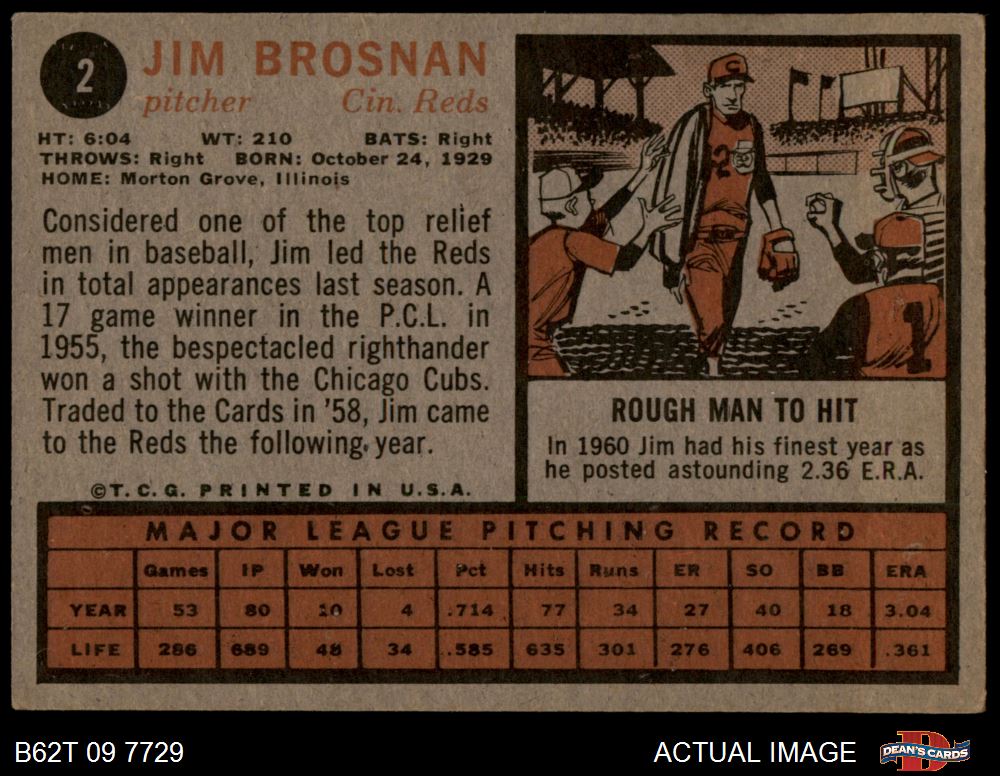 2
JIM BROSNAN
pitcher Cin. Reds
HT: 6:04 WT: 210 BATS: Right
THROWS: Right BORN: October 24, 1929
HOME: Morton Grove, Illinois
Considered one of the top relief
men in baseball, Jim led the Reds
in total appearances last season. A
17 game winner in the P.C.L. in
1955, the bespectacled righthander
won a shot with the Chicago Cubs.
Traded to the Cards in '58, Jim came
to the Reds the following year.
©T.C.G. PRINTED IN U.S.A.
C
2
1
ROUGH MAN TO HIT
In 1960 Jim had his finest year as
he posted astounding 2.36 E.R.A.
MAJOR LEAGUE PITCHING RECORD
Games IP Won Lost Pct Hits Runs ER SO BB ERA
YEAR 53 80 10 4 .714 77 34 27 40 18 3.04
LIFE 286 689 48 34 .585 635 301 276 406 269 .361
B62T 09 7729
ACTUAL IMAGE
D
DEAN'S CARDS